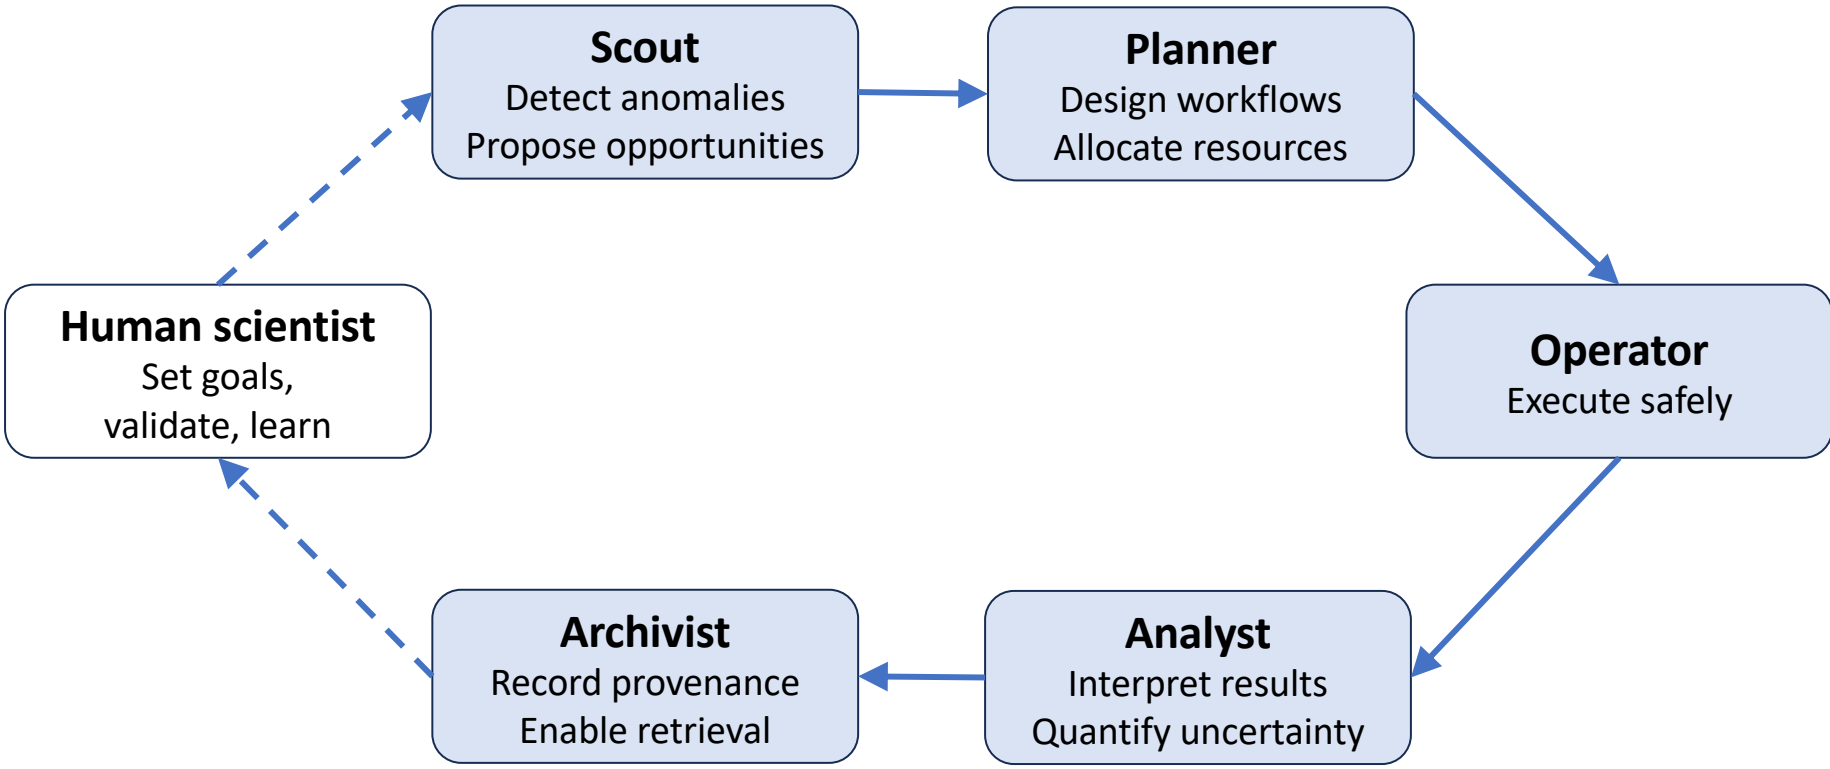 Scout
Detect anomalies
Propose opportunities
Planner
Design workflows
Allocate resources
Human scientist
Set goals,
validate, learn
Operator
Execute safely
Archivist
Record provenance
Enable retrieval
Analyst
Interpret results
Quantify uncertainty